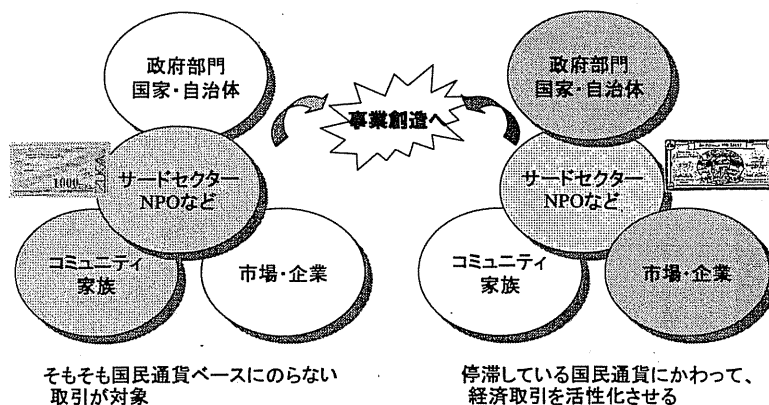 政府部門
国家・自治体
サードセクター
NPOなど
1000
コミュニティ
家族
市場・企業
事業創造へ
政府部門
国家・自治体
サードセクター
NPOなど
コミュニティ
家族
市場・企業
そもそも国民通貨ベースにのらない
取引が対象
停滞している国民通貨にかわって、
経済取引を活性化させる